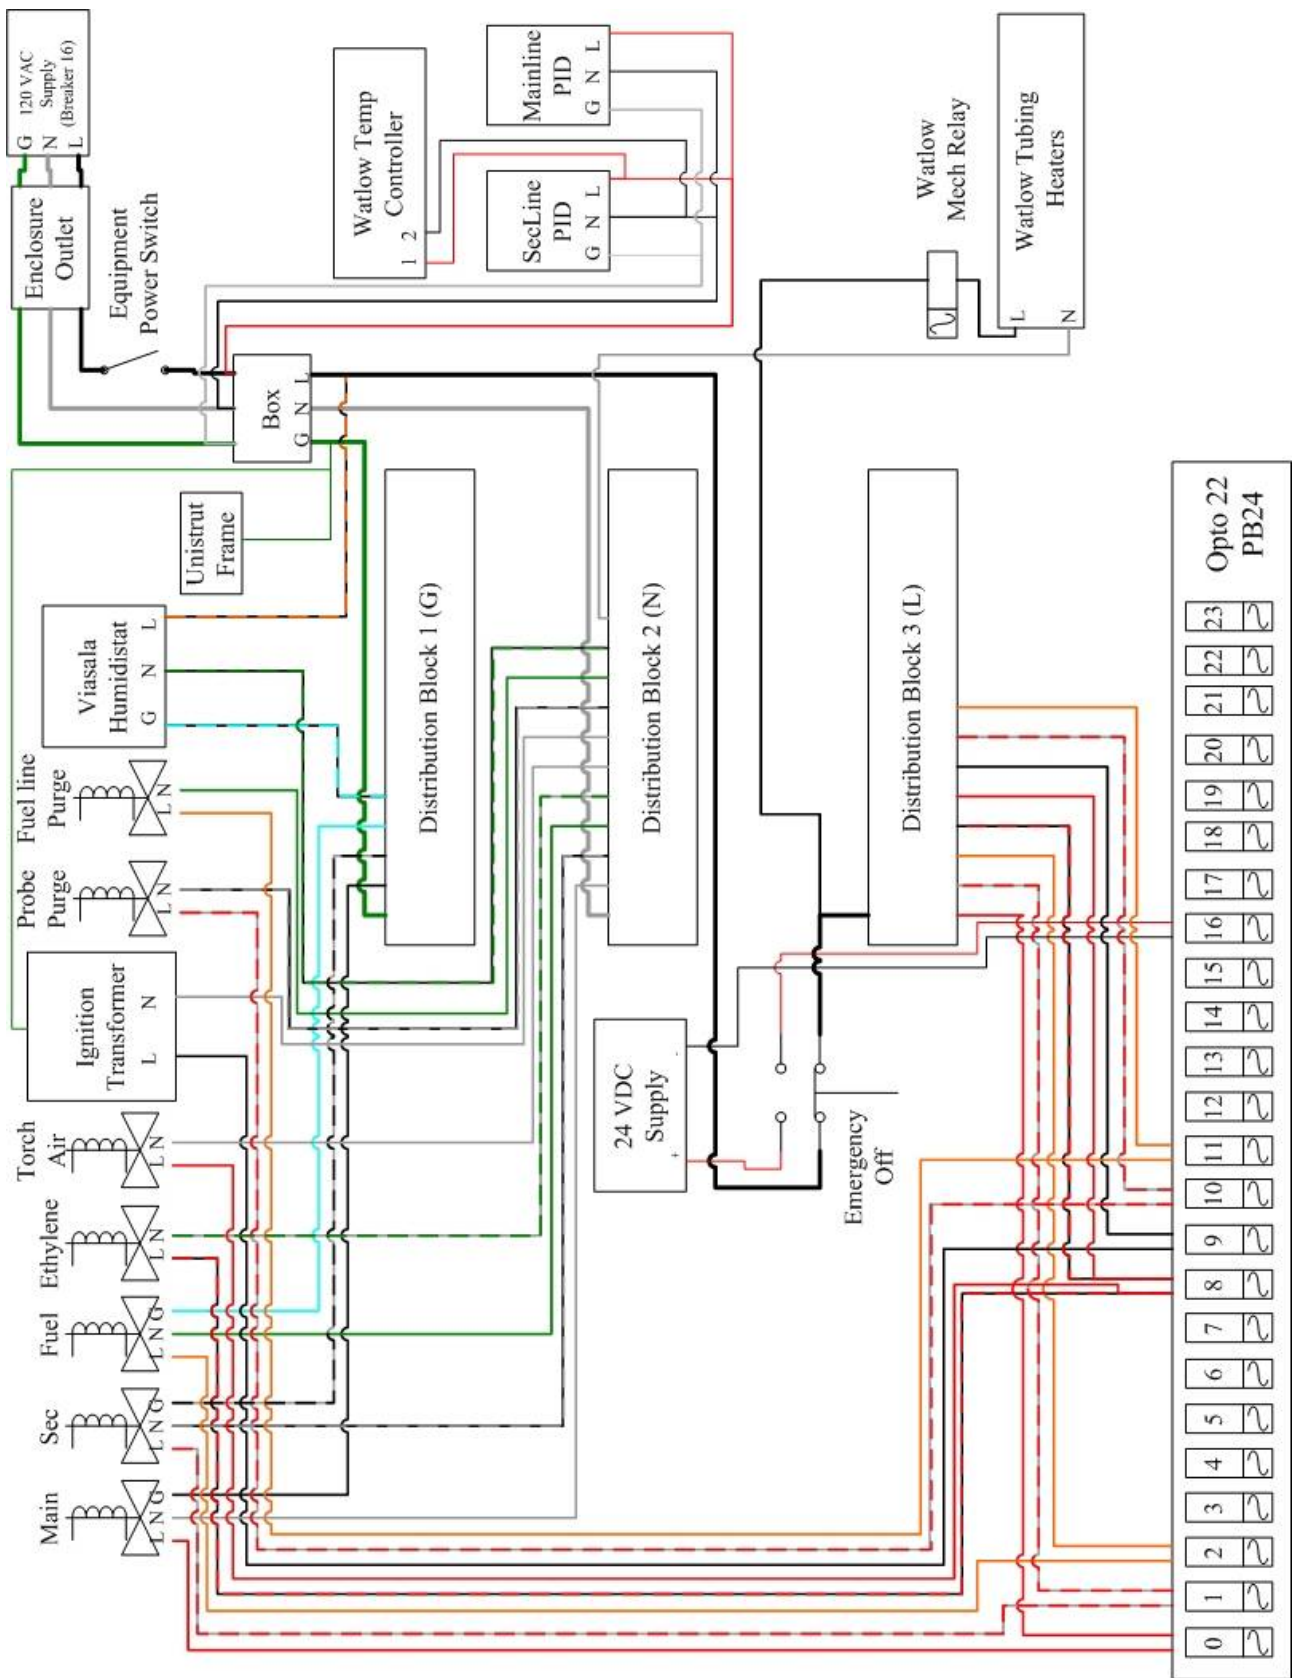 Main
L N G
Sec
L N G
Fuel
L N G
Ethylene
L N
Torch
Air
L N
Ignition
Transformer
L N
Probe
Purge
L N
Fuel line
Purge
L N
Viasala
Humidistat
G N L
Unistrut
Frame
Enclosure
Outlet
G
N
L
120 VAC
Supply
(Breaker 16)
Equipment
Power Switch
Box
G N L
Watlow Temp
Controller
1 2
SecLine
PID
G N L
Mainline
PID
G N L
Distribution Block 1 (G)
Distribution Block 2 (N)
Distribution Block 3 (L)
24 VDC
Supply
+ -
Emergency
Off
Watlow
Mech Relay
Watlow Tubing
Heaters
L
N
0 1 2 3 4 5 6 7 8 9 10 11 12 13 14 15 16 17 18 19 20 21 22 23
Opto 22
PB24